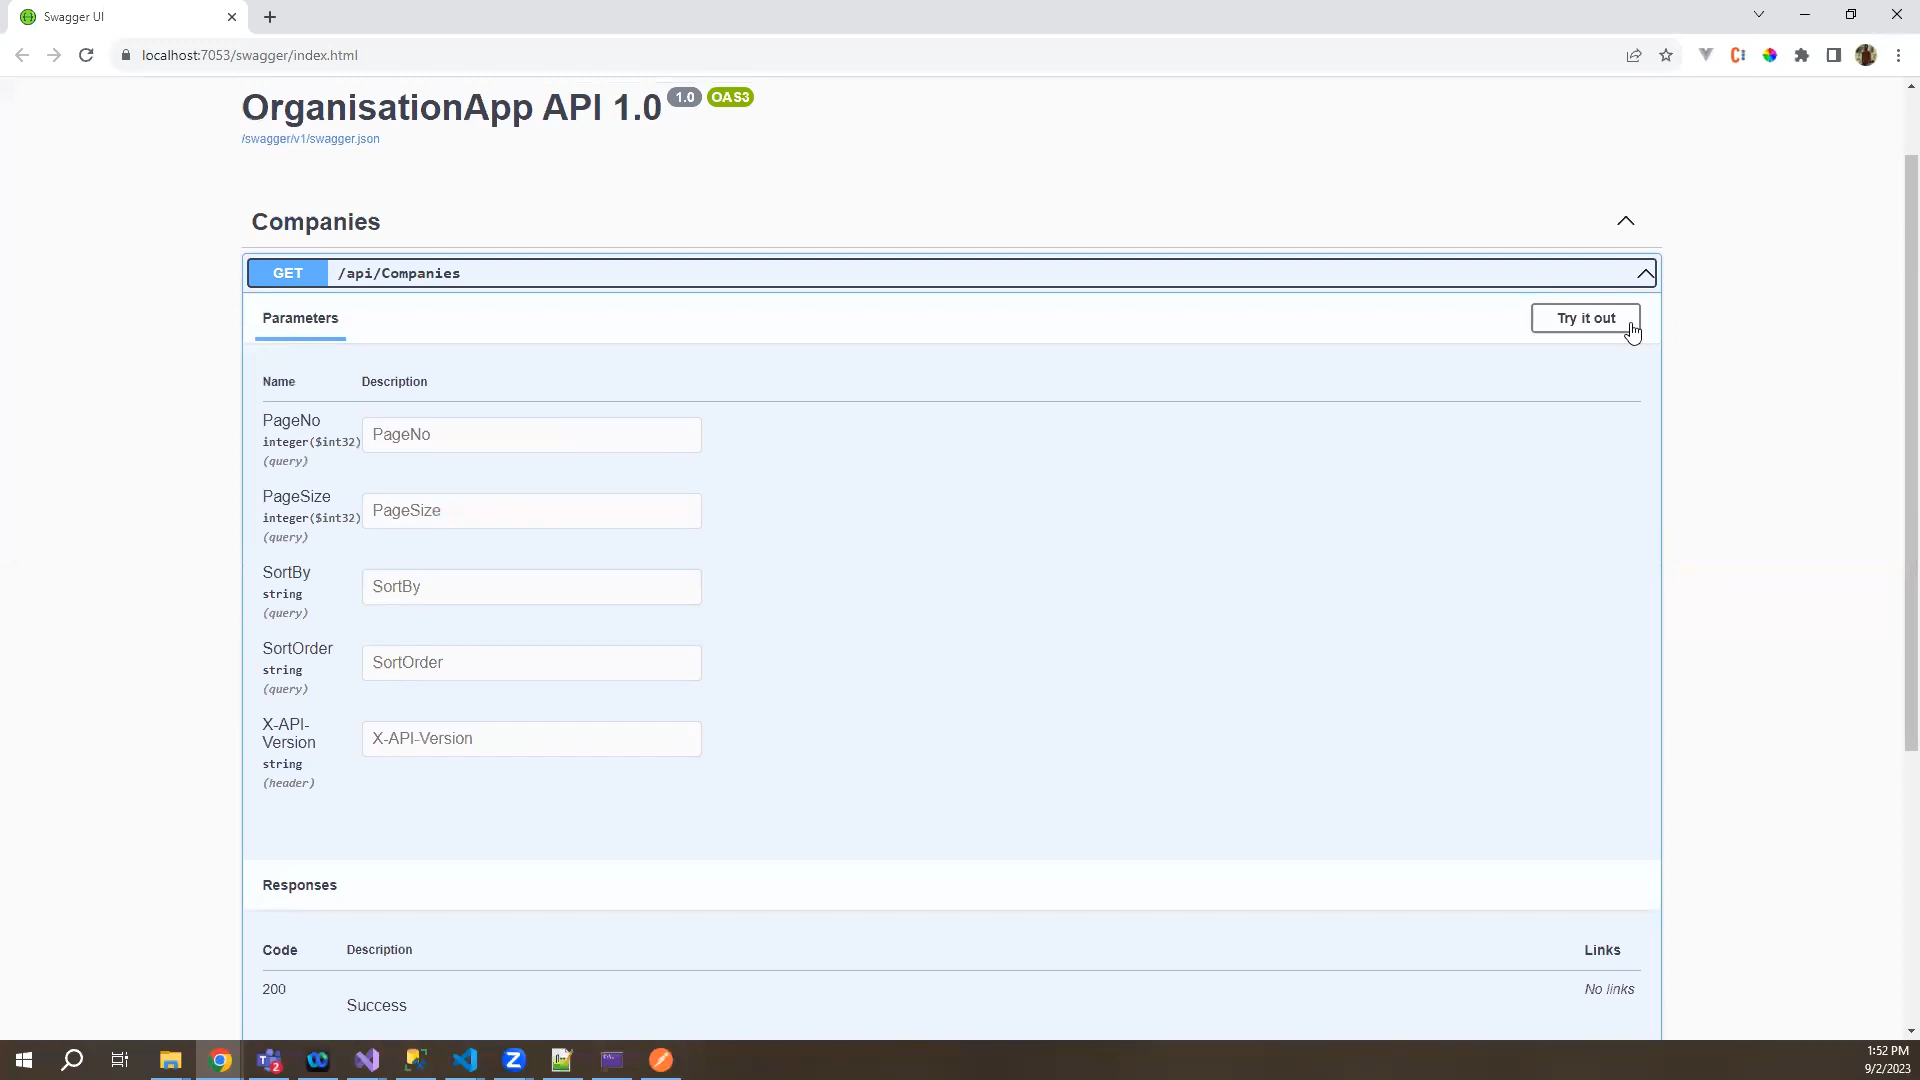 Swagger UI
localhost:7053/swagger/index.html
OrganisationApp API 1.0 1.0 OAS3
/swagger/v1/swagger.json
Companies
GET /api/Companies
Parameters
Try it out
Name Description
PageNo
integer($int32)
(query)
PageNo
PageSize
integer($int32)
(query)
PageSize
SortBy
string
(query)
SortBy
SortOrder
string
(query)
SortOrder
X-API-
Version
string
(header)
X-API-Version
Responses
Code Description Links
200 Success No links
1:52 PM
9/2/2023